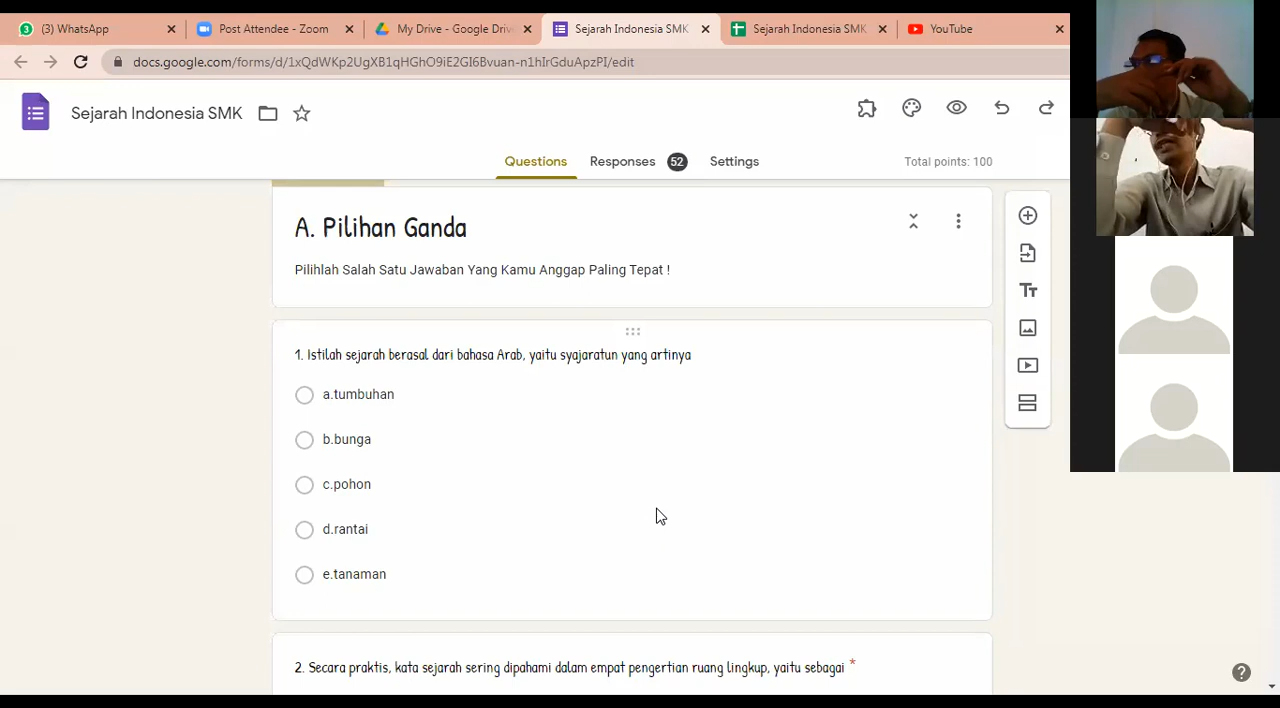 (3) WhatsApp
Post Attendee - Zoom
My Drive - Google Driv
Sejarah Indonesia SMK
Sejarah Indonesia SMK
YouTube
docs.google.com/forms/d/1xQdWKp2UgXB1qHGhO9iE2GI6Bvuan-n1hIrGduApzPI/edit
Sejarah Indonesia SMK
Questions
Responses 52
Settings
Total points: 100
A. Pilihan Ganda
Pilihlah Salah Satu Jawaban Yang Kamu Anggap Paling Tepat !
1. Istilah sejarah berasal dari bahasa Arab, yaitu syajaratun yang artinya
a.tumbuhan
b.bunga
c.pohon
d.rantai
e.tanaman
2. Secara praktis, kata sejarah sering dipahami dalam empat pengertian ruang lingkup, yaitu sebagai *